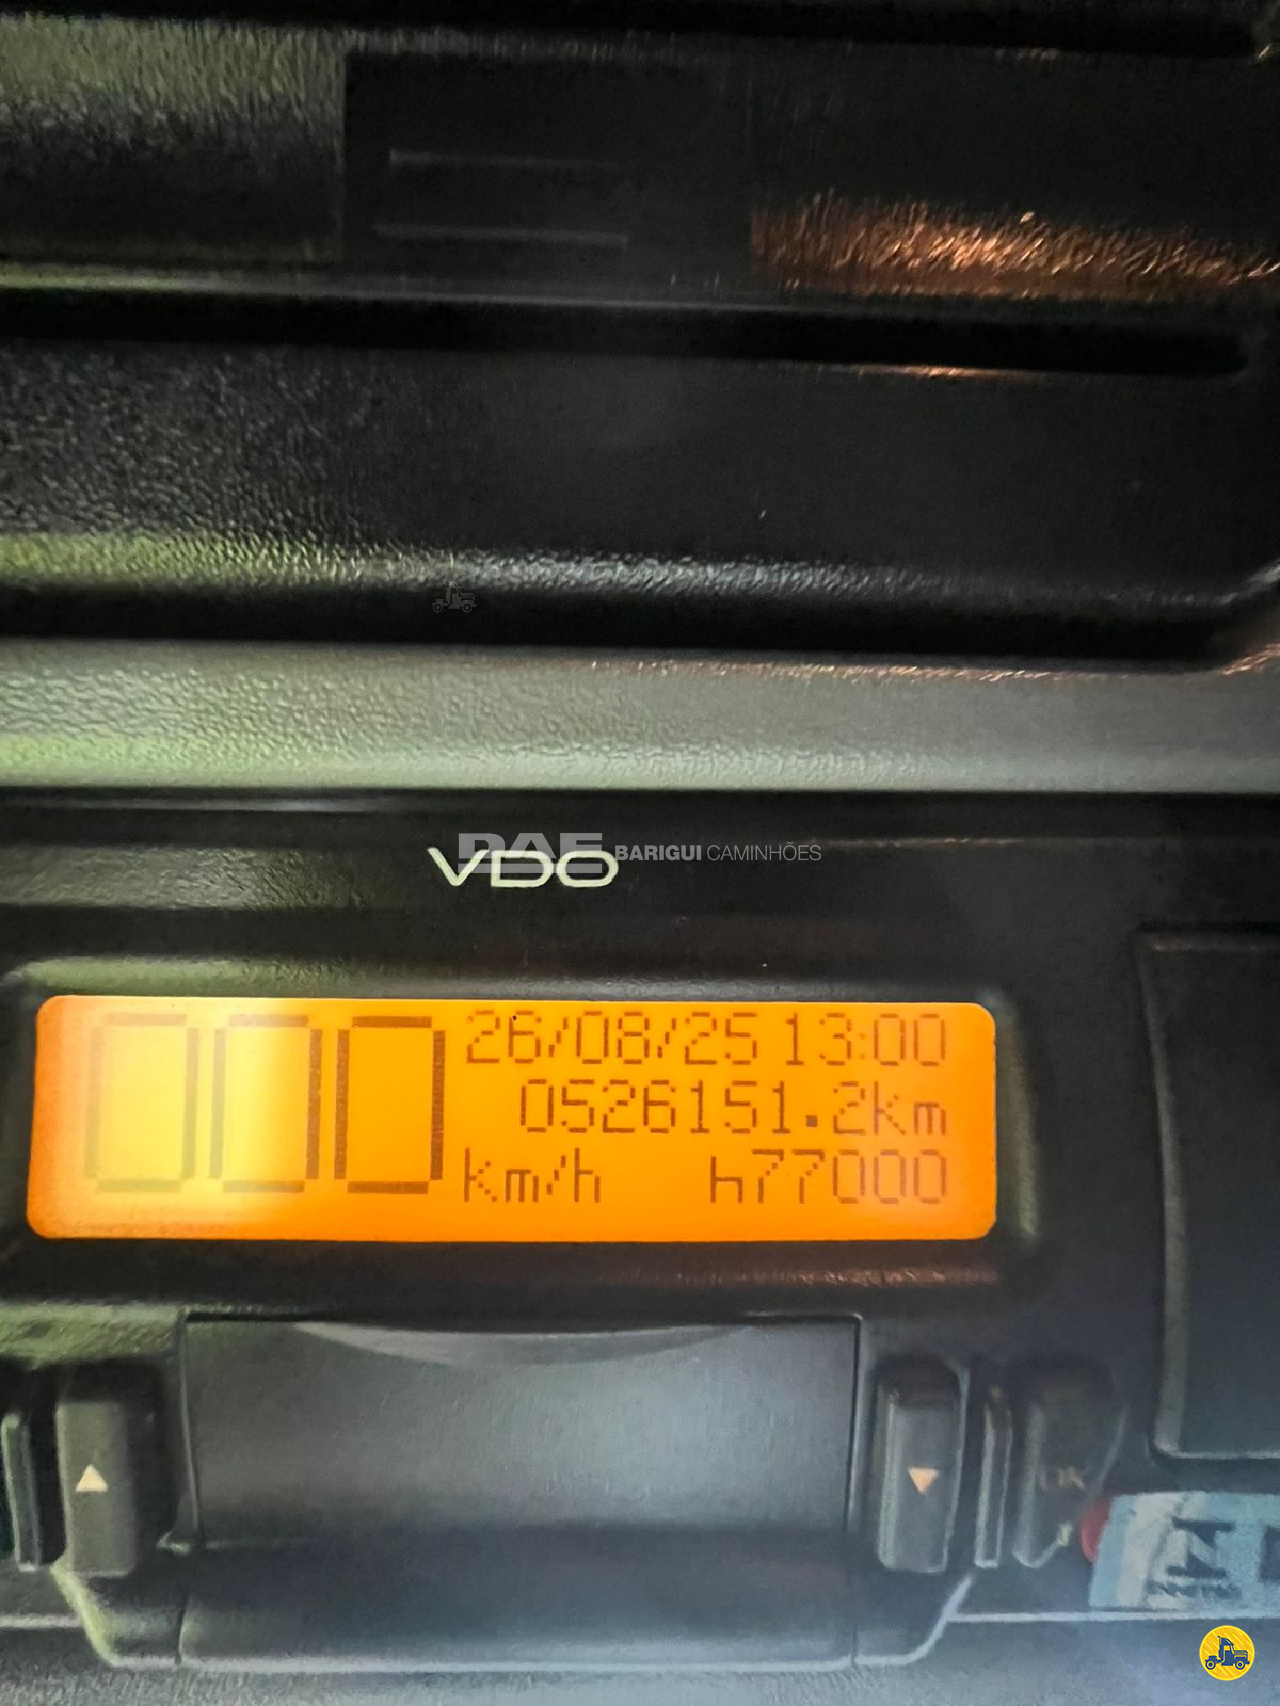 DAF BARIGUI CAMINHÕES
VDO
000 26/08/25 13:00
0526151.2km
km/h h77000
OK